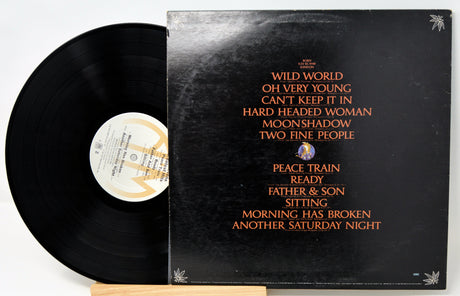 WILD WORLD
OH VERY YOUNG
CAN'T KEEP IT IN
HARD HEADED WOMAN
MOONSHADOW
TWO FINE PEOPLE
PEACE TRAIN
READY
FATHER & SON
SITTING
MORNING HAS BROKEN
ANOTHER SATURDAY NIGHT